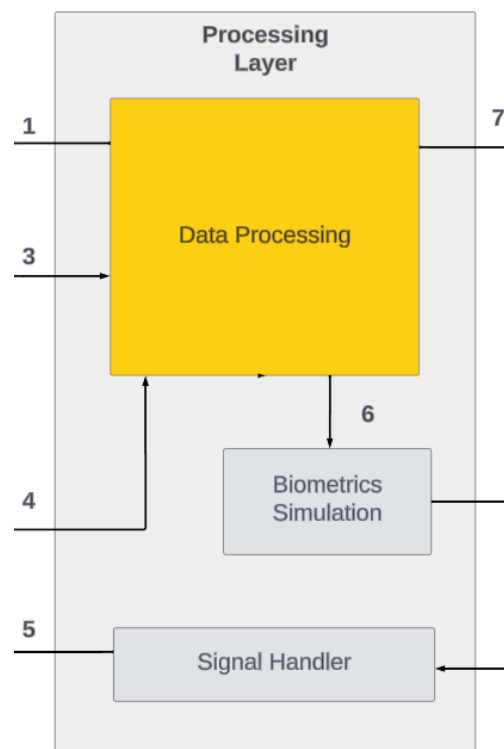 Processing
Layer
1
7
Data Processing
3
6
4
Biometrics
Simulation
5
Signal Handler